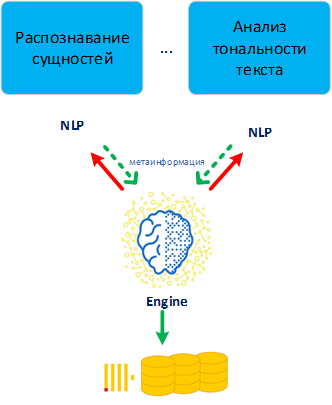 Распознавание
сущностей
...
Анализ
тональности
текста
NLP
NLP
метаинформация
Engine